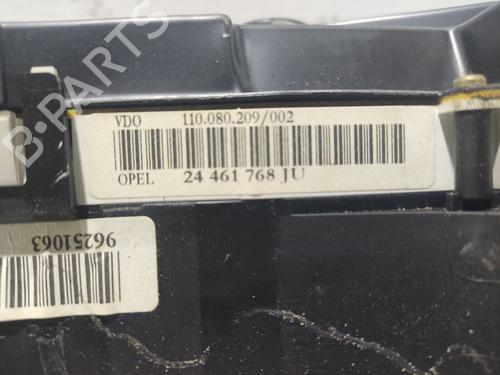 VDO 110.080.209/002
OPEL 24 461 768 JU
96251063
B-PARTS